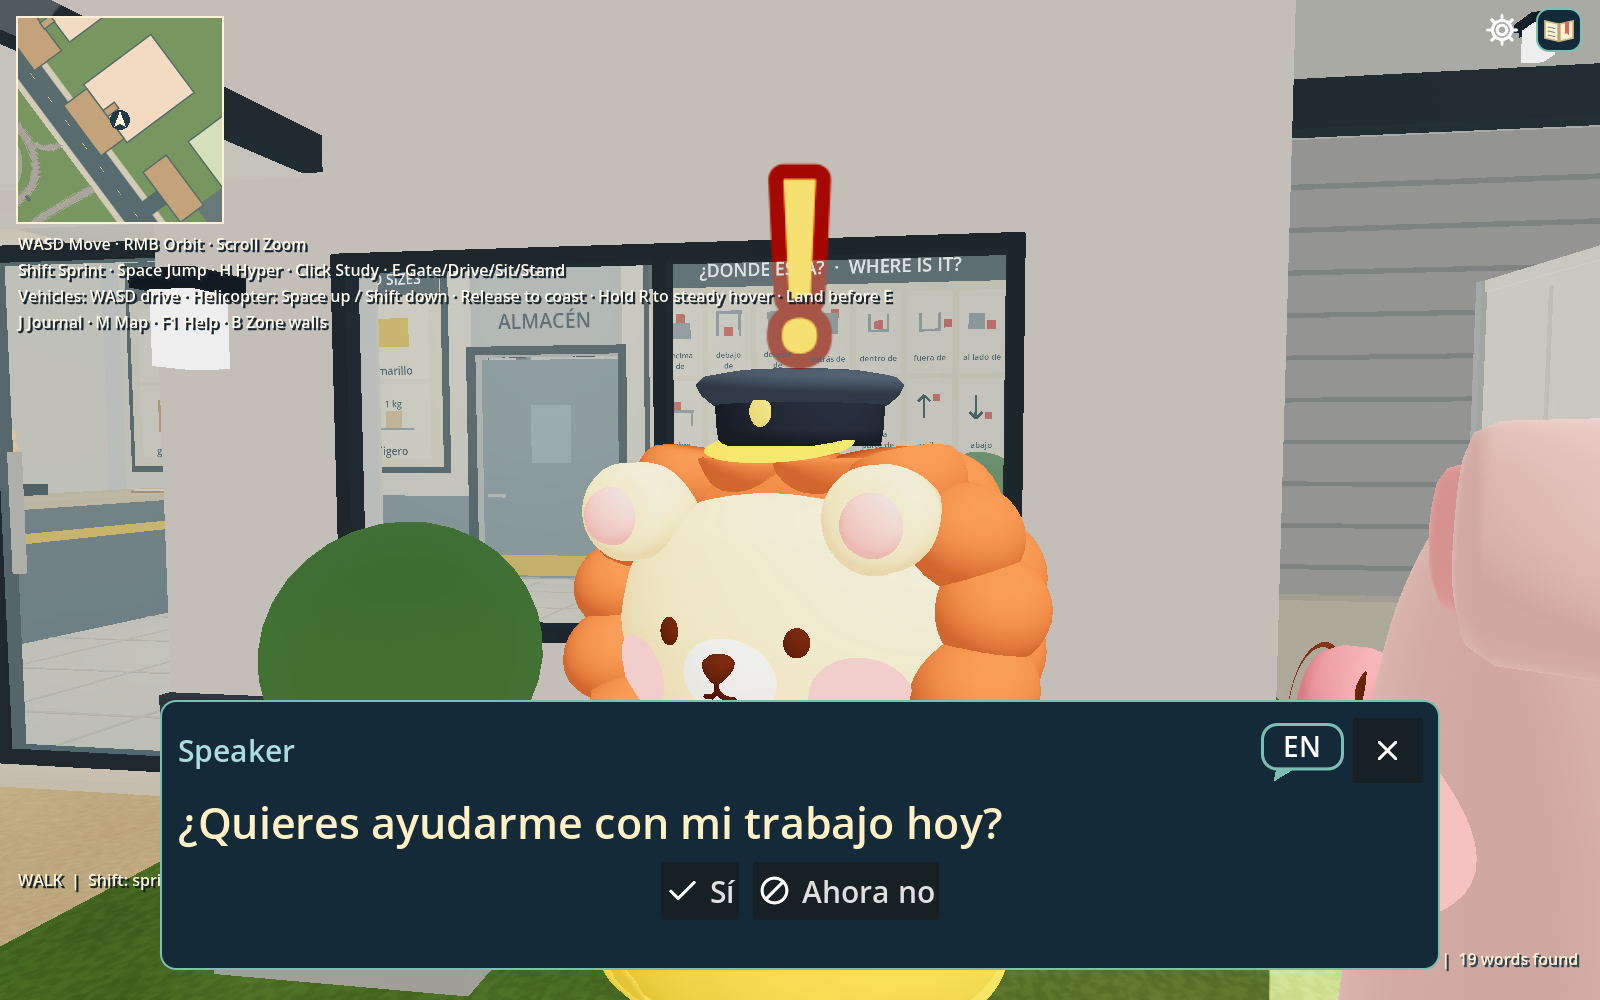 WASD Move · RMB Orbit · Scroll Zoom
Shift Sprint · Space Jump · H Hyper · Click Study · E Gate/Drive/Sit/Stand
Vehicles: WASD drive · Helicopter: Space up / Shift down · Release to coast · Hold R to steady hover · Land before E
J Journal · M Map · F1 Help · B Zone walls
SIZES
¿DONDE ES A? · WHERE IS IT?
ALMACÉN
debajo de
dentro de
fuera de
al lado de
marillo
1 kg
ligero
abajo
Speaker
EN
¿Quieres ayudarme con mi trabajo hoy?
Sí
Ahora no
WALK | Shift: spri
| 19 words found